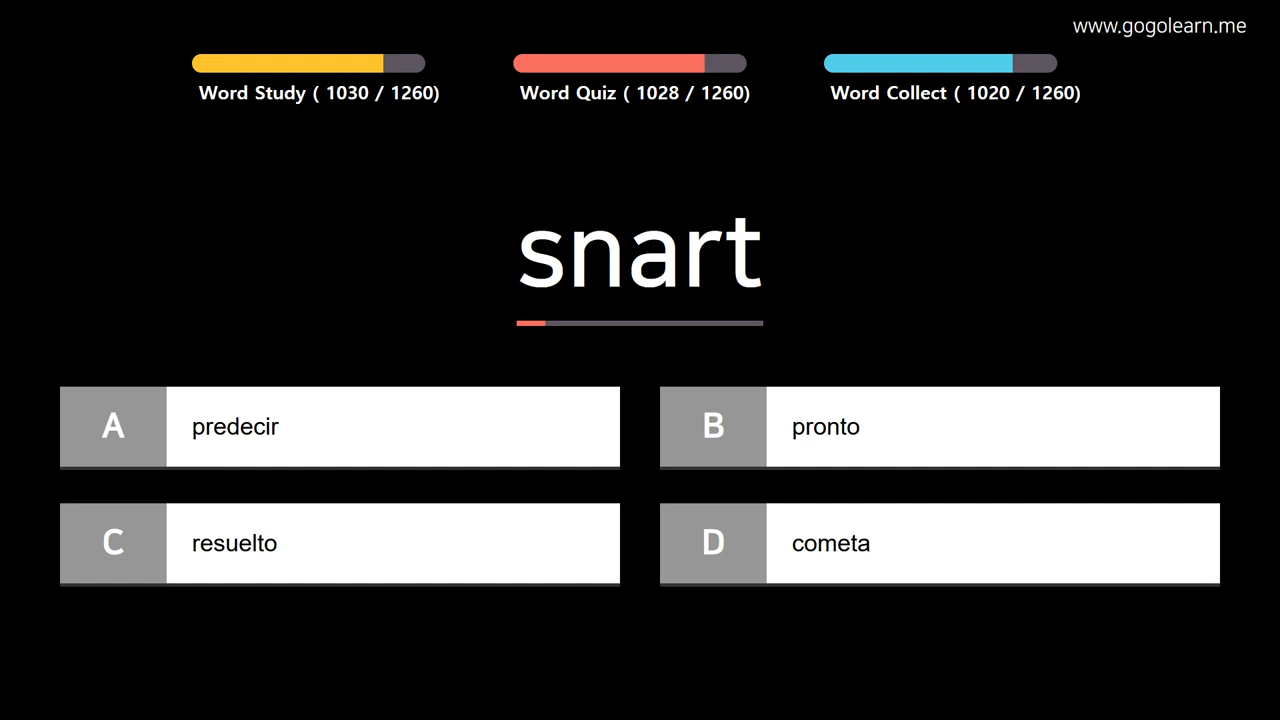 www.gogolearn.me
Word Study ( 1030 / 1260)
Word Quiz ( 1028 / 1260)
Word Collect ( 1020 / 1260)
snart
A predecir
B pronto
C resuelto
D cometa